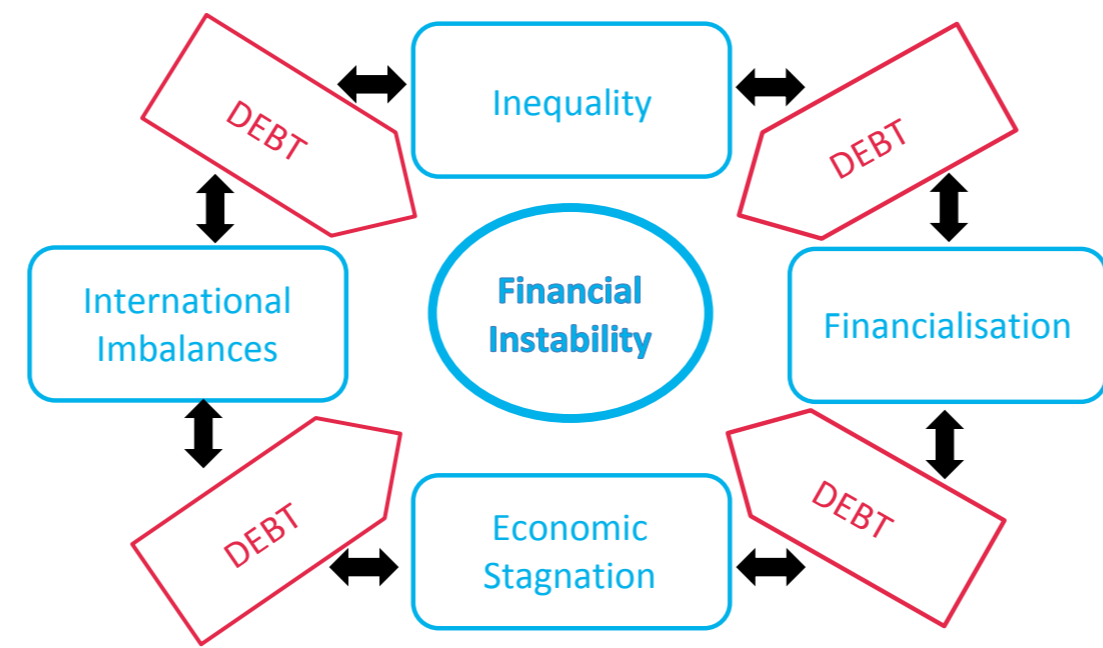 DEBT
Inequality
DEBT
International
Imbalances
Financial
Instability
Financialisation
DEBT
Economic
Stagnation
DEBT